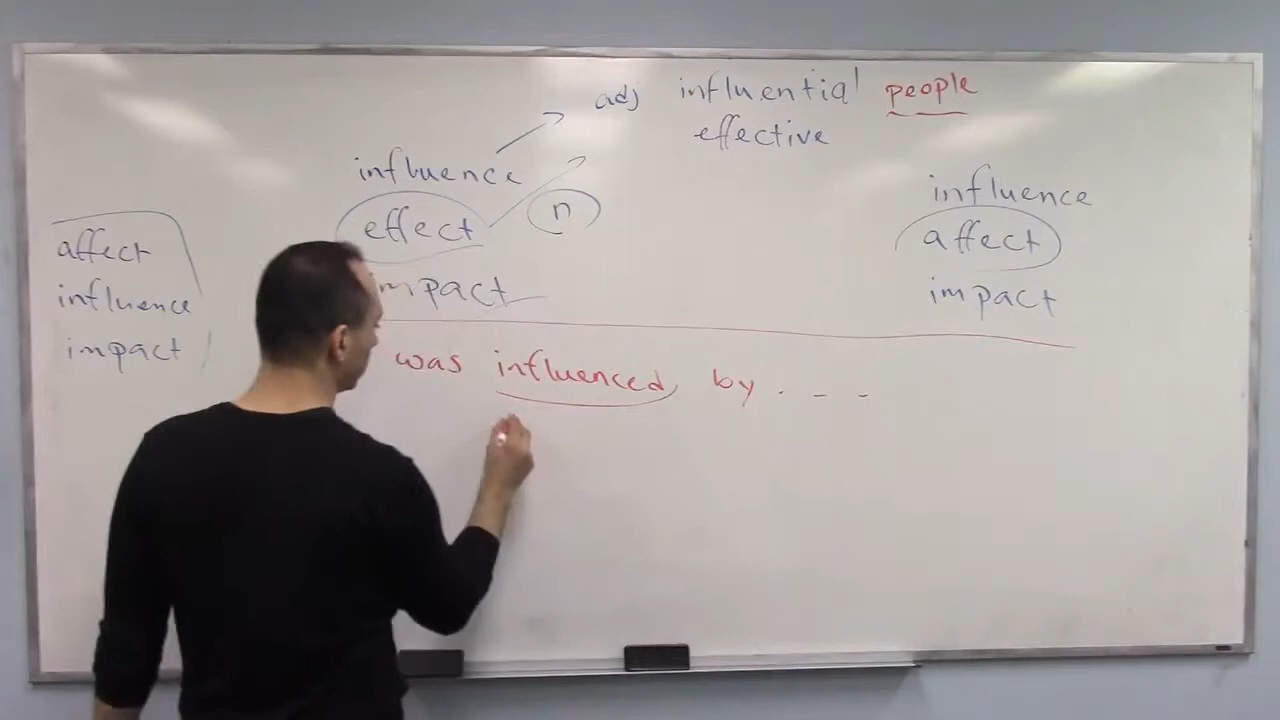 adj influential people
effective
influence
effect n
mpact
affect
influence
impact
influence
affect
impact
was influenced by . - -